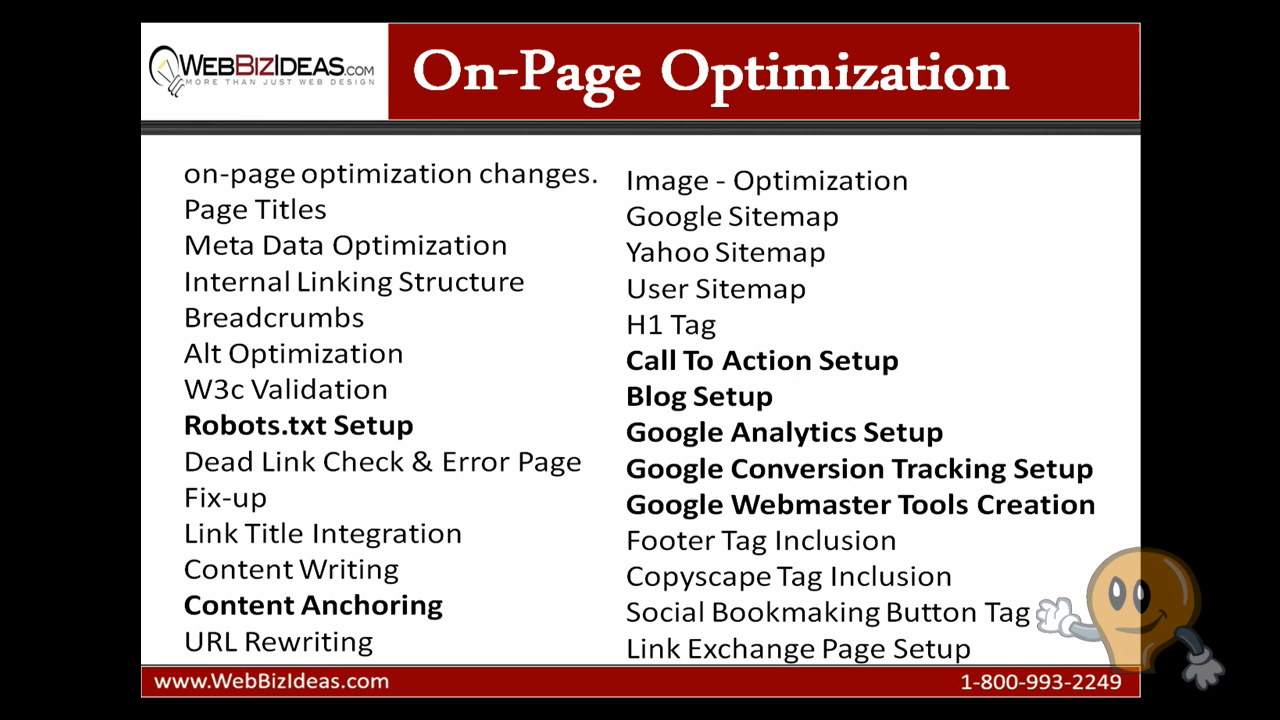 WEBBIZIDEAS.COM
MORE THAN JUST WEB DESIGN
On-Page Optimization
on-page optimization changes.
Page Titles
Meta Data Optimization
Internal Linking Structure
Breadcrumbs
Alt Optimization
W3c Validation
Robots.txt Setup
Dead Link Check & Error Page
Fix-up
Link Title Integration
Content Writing
Content Anchoring
URL Rewriting
Image - Optimization
Google Sitemap
Yahoo Sitemap
User Sitemap
H1 Tag
Call To Action Setup
Blog Setup
Google Analytics Setup
Google Conversion Tracking Setup
Google Webmaster Tools Creation
Footer Tag Inclusion
Copyscape Tag Inclusion
Social Bookmaking Button Tag
Link Exchange Page Setup
www.WebBizIdeas.com
1-800-993-2249